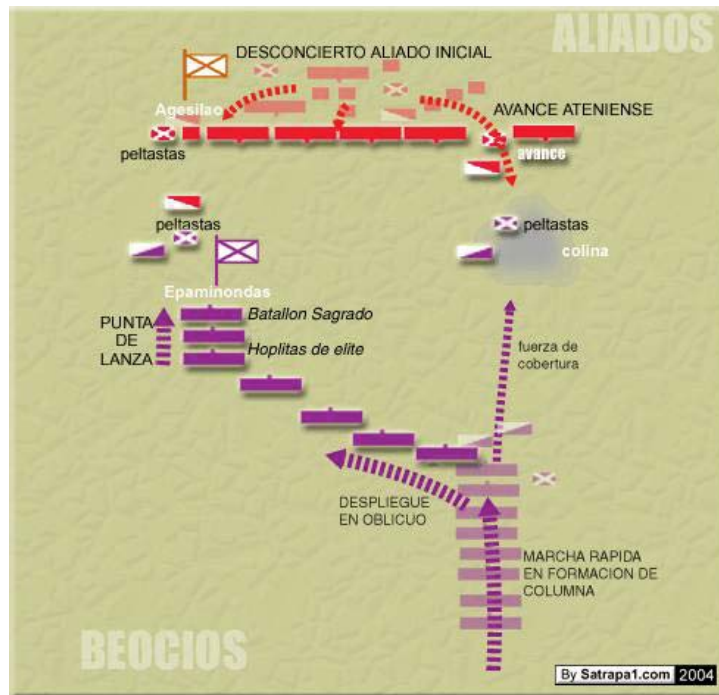 ALIADOS
DESCONCIERTO ALIADO INICIAL
Agesilao
AVANCE ATENIENSE
peltastas
avance
peltastas
peltastas
colina
Epaminondas
PUNTA
DE
LANZA
Batallon Sagrado
Hoplitas de elite
fuerza de
cobertura
DESPLIEGUE
EN OBLICUO
MARCHA RAPIDA
EN FORMACION DE
COLUMNA
BEOCIOS
By Satrapa1.com 2004